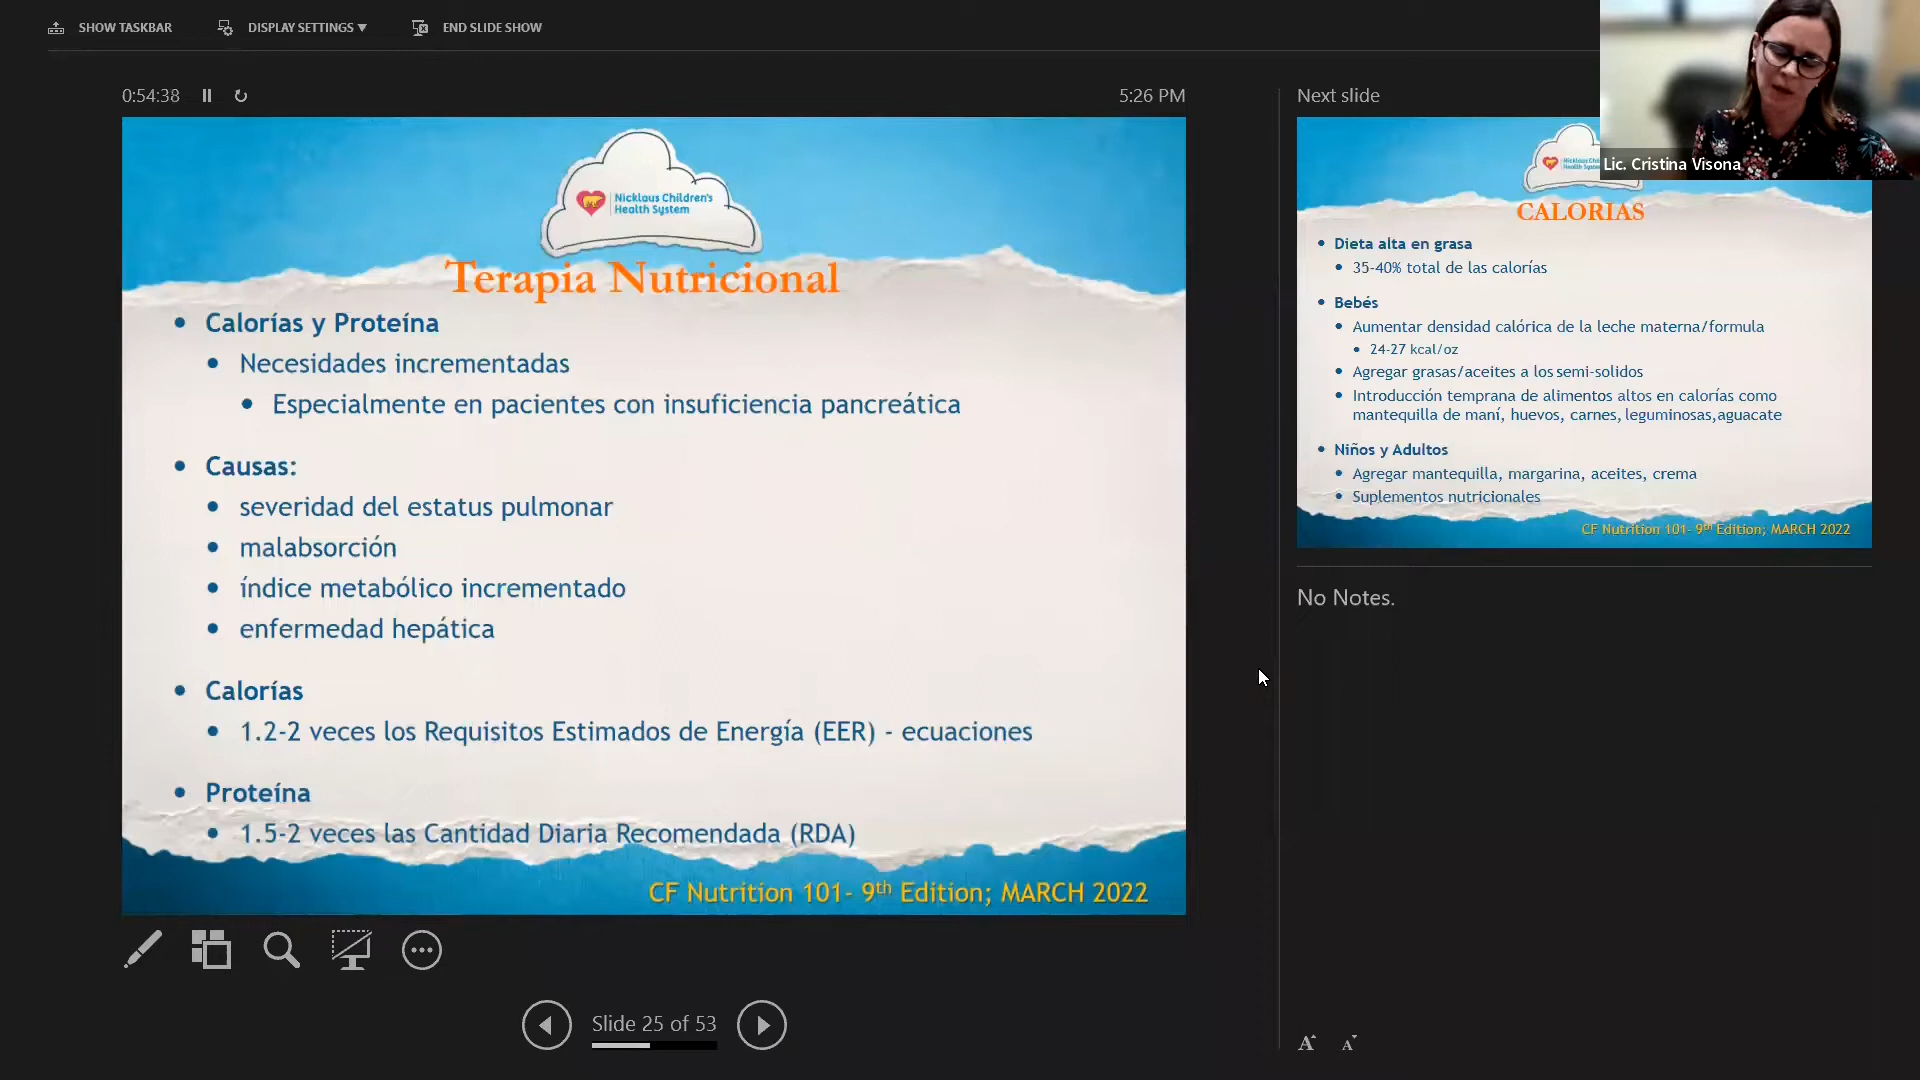 SHOW TASKBAR
DISPLAY SETTINGS
END SLIDE SHOW
0:54:38
5:26 PM
Nicklaus Children's
Health System
Terapia Nutricional
Calorías y Proteína
Necesidades incrementadas
Especialmente en pacientes con insuficiencia pancreática
Causas:
severidad del estatus pulmonar
malabsorción
índice metabólico incrementado
enfermedad hepática
Calorías
1.2-2 veces los Requisitos Estimados de Energía (EER) - ecuaciones
Proteína
1.5-2 veces las Cantidad Diaria Recomendada (RDA)
CF Nutrition 101- 9th Edition; MARCH 2022
Slide 25 of 53
Next slide
Lic. Cristina Visona
CALORIAS
Dieta alta en grasa
35-40% total de las calorías
Bebés
Aumentar densidad calórica de la leche materna/formula
24-27 kcal/oz
Agregar grasas/aceites a los semi-solidos
Introducción temprana de alimentos altos en calorías como
mantequilla de maní, huevos, carnes, leguminosas,aguacate
Niños y Adultos
Agregar mantequilla, margarina, aceites, crema
Suplementos nutricionales
CF Nutrition 101- 9th Edition; MARCH 2022
No Notes.
A A